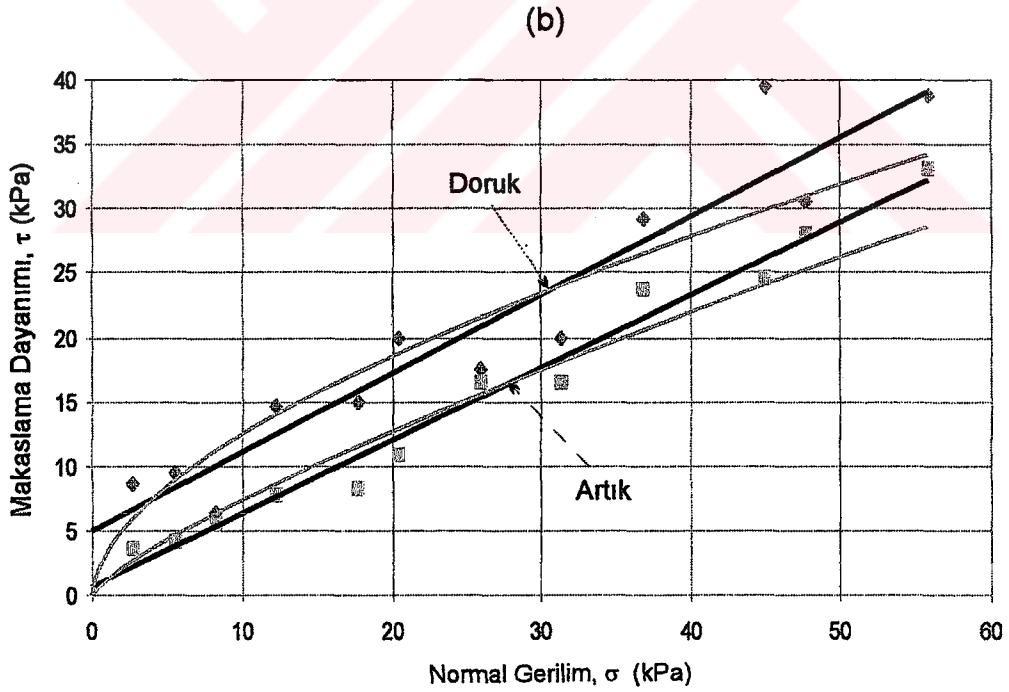 (b)
40
35
30
25
20
15
10
5
0
Makaslama Dayanımı, τ (kPa)
Doruk
Artık
0 10 20 30 40 50 60
Normal Gerilim, σ (kPa)